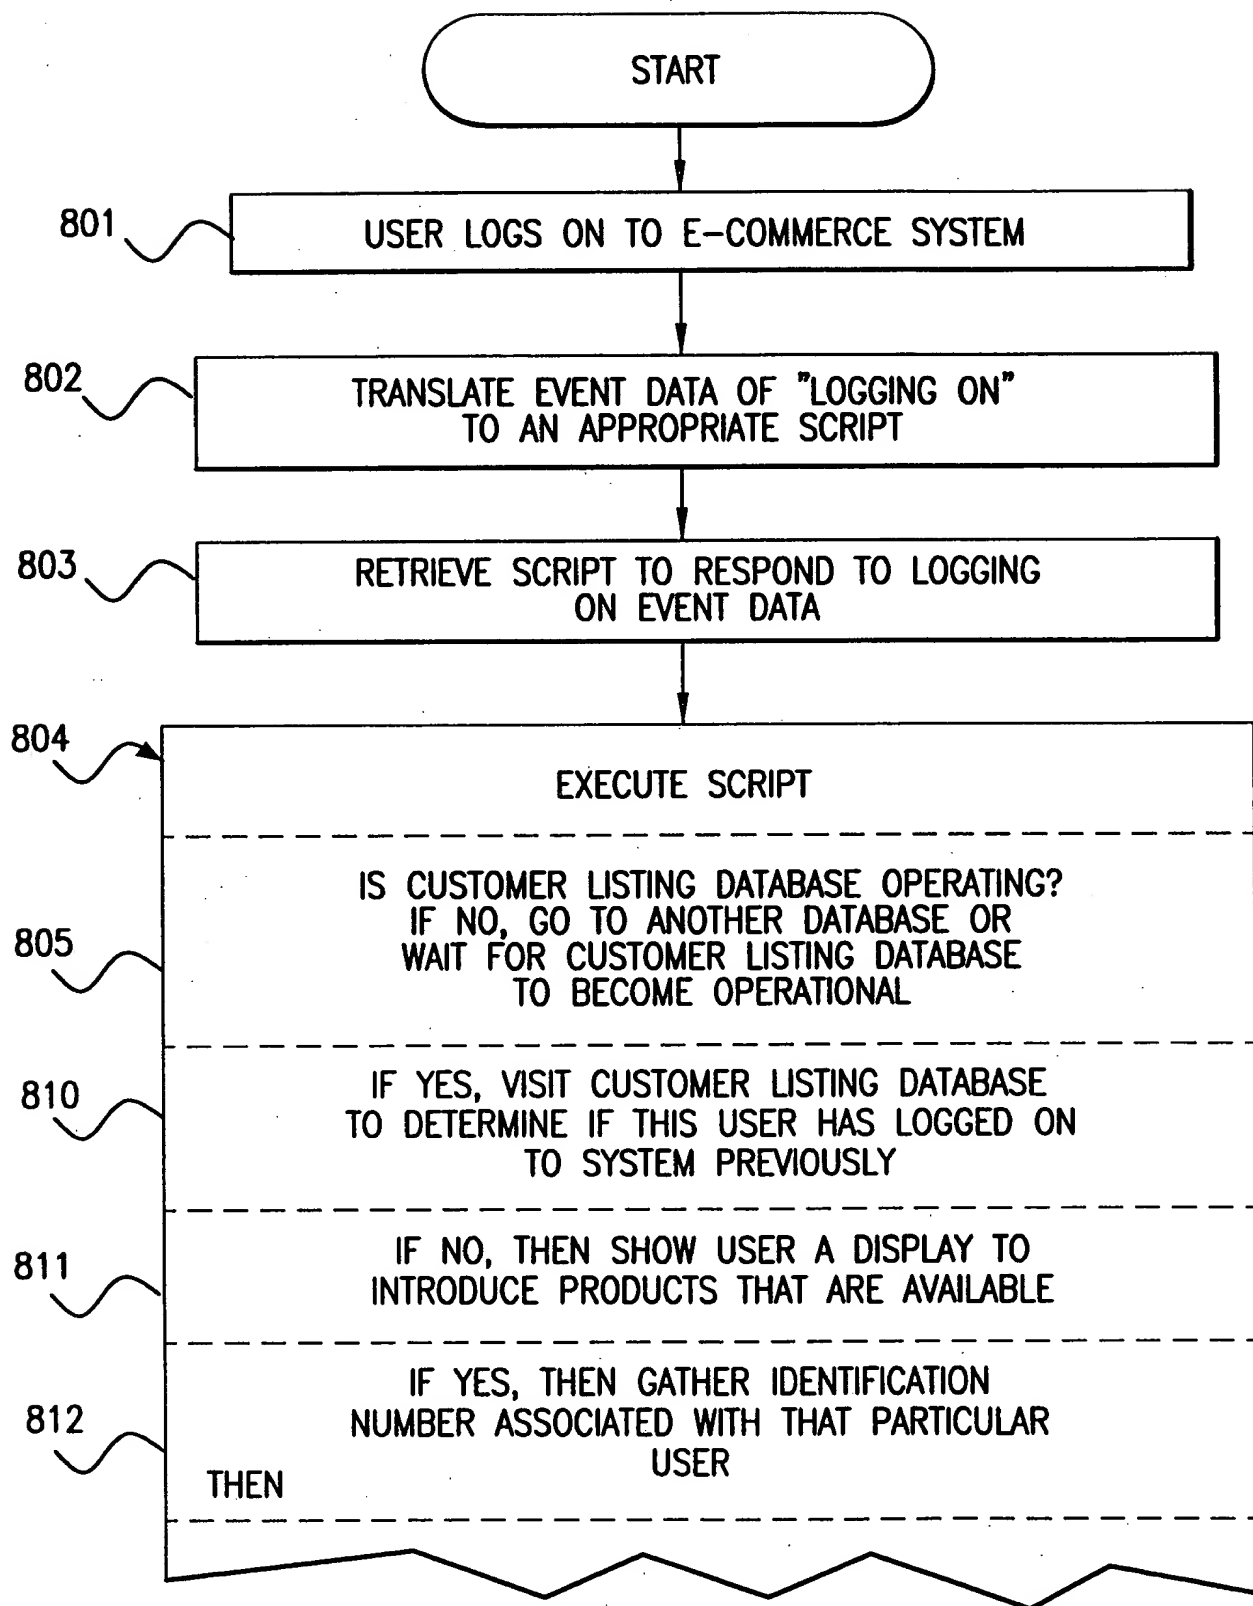 START
801
USER LOGS ON TO E-COMMERCE SYSTEM
802
TRANSLATE EVENT DATA OF "LOGGING ON"
TO AN APPROPRIATE SCRIPT
803
RETRIEVE SCRIPT TO RESPOND TO LOGGING
ON EVENT DATA
804
EXECUTE SCRIPT
805
IS CUSTOMER LISTING DATABASE OPERATING?
IF NO, GO TO ANOTHER DATABASE OR
WAIT FOR CUSTOMER LISTING DATABASE
TO BECOME OPERATIONAL
810
IF YES, VISIT CUSTOMER LISTING DATABASE
TO DETERMINE IF THIS USER HAS LOGGED ON
TO SYSTEM PREVIOUSLY
811
IF NO, THEN SHOW USER A DISPLAY TO
INTRODUCE PRODUCTS THAT ARE AVAILABLE
812
IF YES, THEN GATHER IDENTIFICATION
NUMBER ASSOCIATED WITH THAT PARTICULAR
USER
THEN